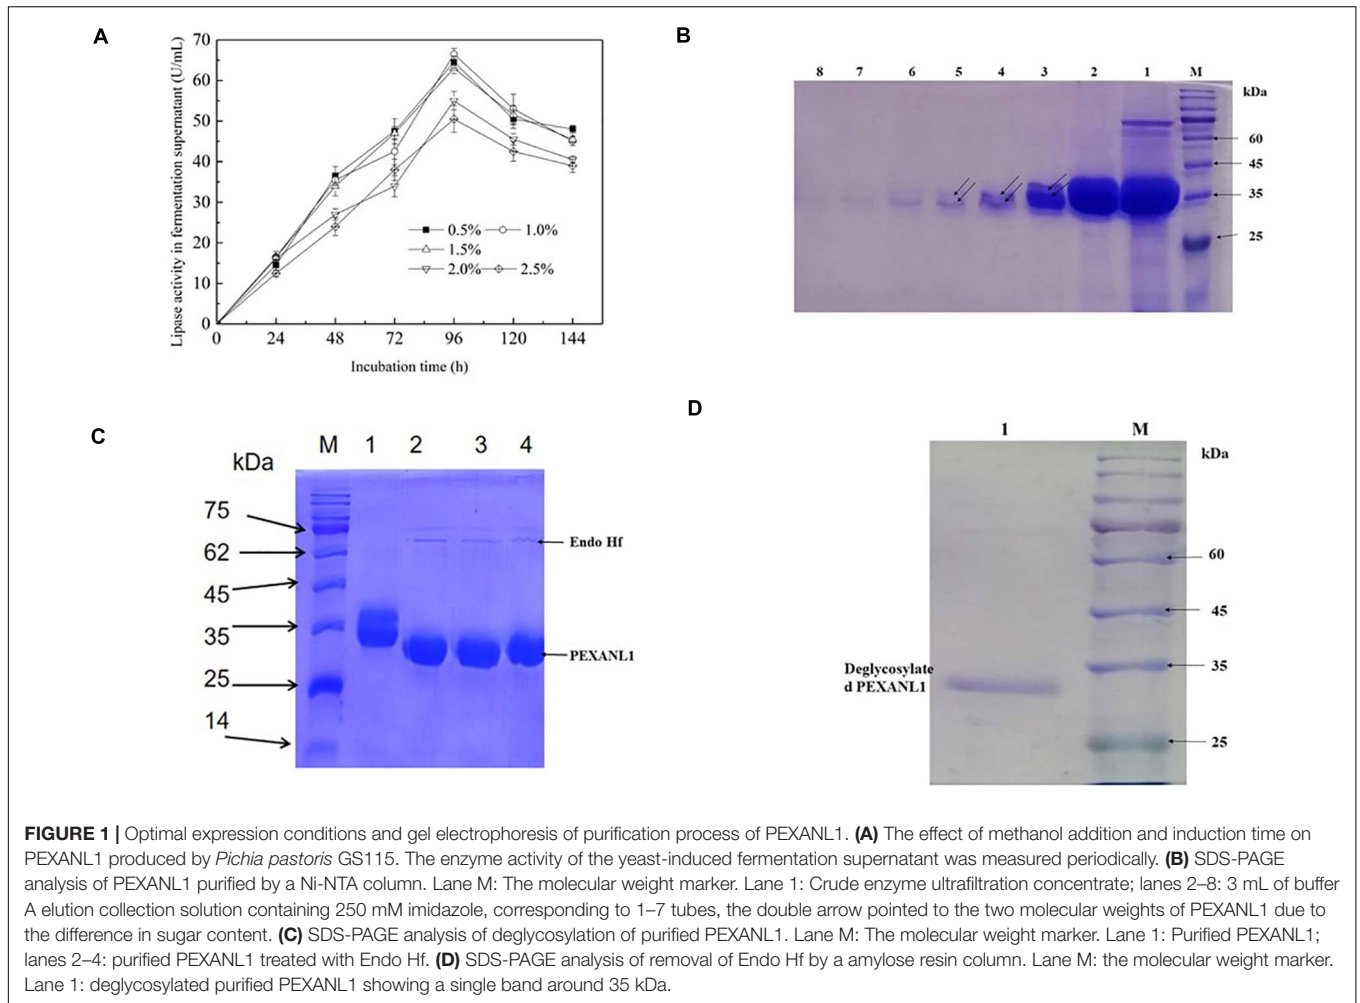 A
Lipase activity in fermentation supernatant (U/mL)
70
60
50
40
30
20
10
0
0 24 48 72 96 120 144
Incubation time (h)
0.5% 1.0%
1.5%
2.0% 2.5%
B
8 7 6 5 4 3 2 1 M
kDa
60
45
35
25
C
M 1 2 3 4
kDa
75
62
45
35
25
14
Endo Hf
PEXANL1
D
1 M
kDa
60
45
35
25
Deglycosylate
d PEXANL1
FIGURE 1 | Optimal expression conditions and gel electrophoresis of purification process of PEXANL1. (A) The effect of methanol addition and induction time on
PEXANL1 produced by Pichia pastoris GS115. The enzyme activity of the yeast-induced fermentation supernatant was measured periodically. (B) SDS-PAGE
analysis of PEXANL1 purified by a Ni-NTA column. Lane M: The molecular weight marker. Lane 1: Crude enzyme ultrafiltration concentrate; lanes 2–8: 3 mL of buffer
A elution collection solution containing 250 mM imidazole, corresponding to 1–7 tubes, the double arrow pointed to the two molecular weights of PEXANL1 due to
the difference in sugar content. (C) SDS-PAGE analysis of deglycosylation of purified PEXANL1. Lane M: The molecular weight marker. Lane 1: Purified PEXANL1;
lanes 2–4: purified PEXANL1 treated with Endo Hf. (D) SDS-PAGE analysis of removal of Endo Hf by a amylose resin column. Lane M: the molecular weight marker.
Lane 1: deglycosylated purified PEXANL1 showing a single band around 35 kDa.